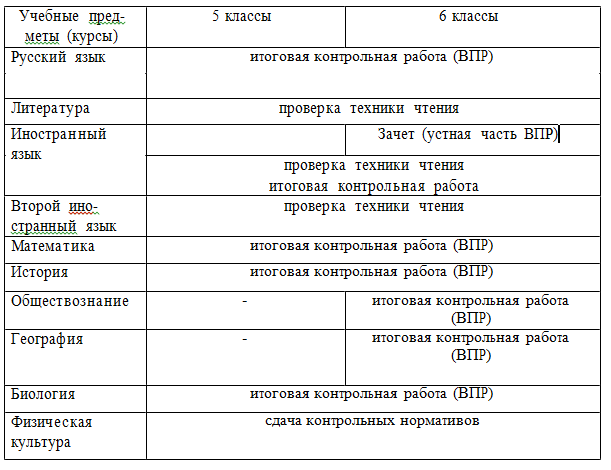 Учебные пред- 5 классы 6 классы
меты (курсы)
Русский язык итоговая контрольная работа (ВПР)
Литература проверка техники чтения
Иностранный Зачет (устная часть ВПР)
язык
проверка техники чтения
итоговая контрольная работа
Второй ино- проверка техники чтения
странный язык
Математика итоговая контрольная работа (ВПР)
История итоговая контрольная работа (ВПР)
Обществознание - итоговая контрольная работа
(ВПР)
География - итоговая контрольная работа
(ВПР)
Биология итоговая контрольная работа (ВПР)
Физическая сдача контрольных нормативов
культура